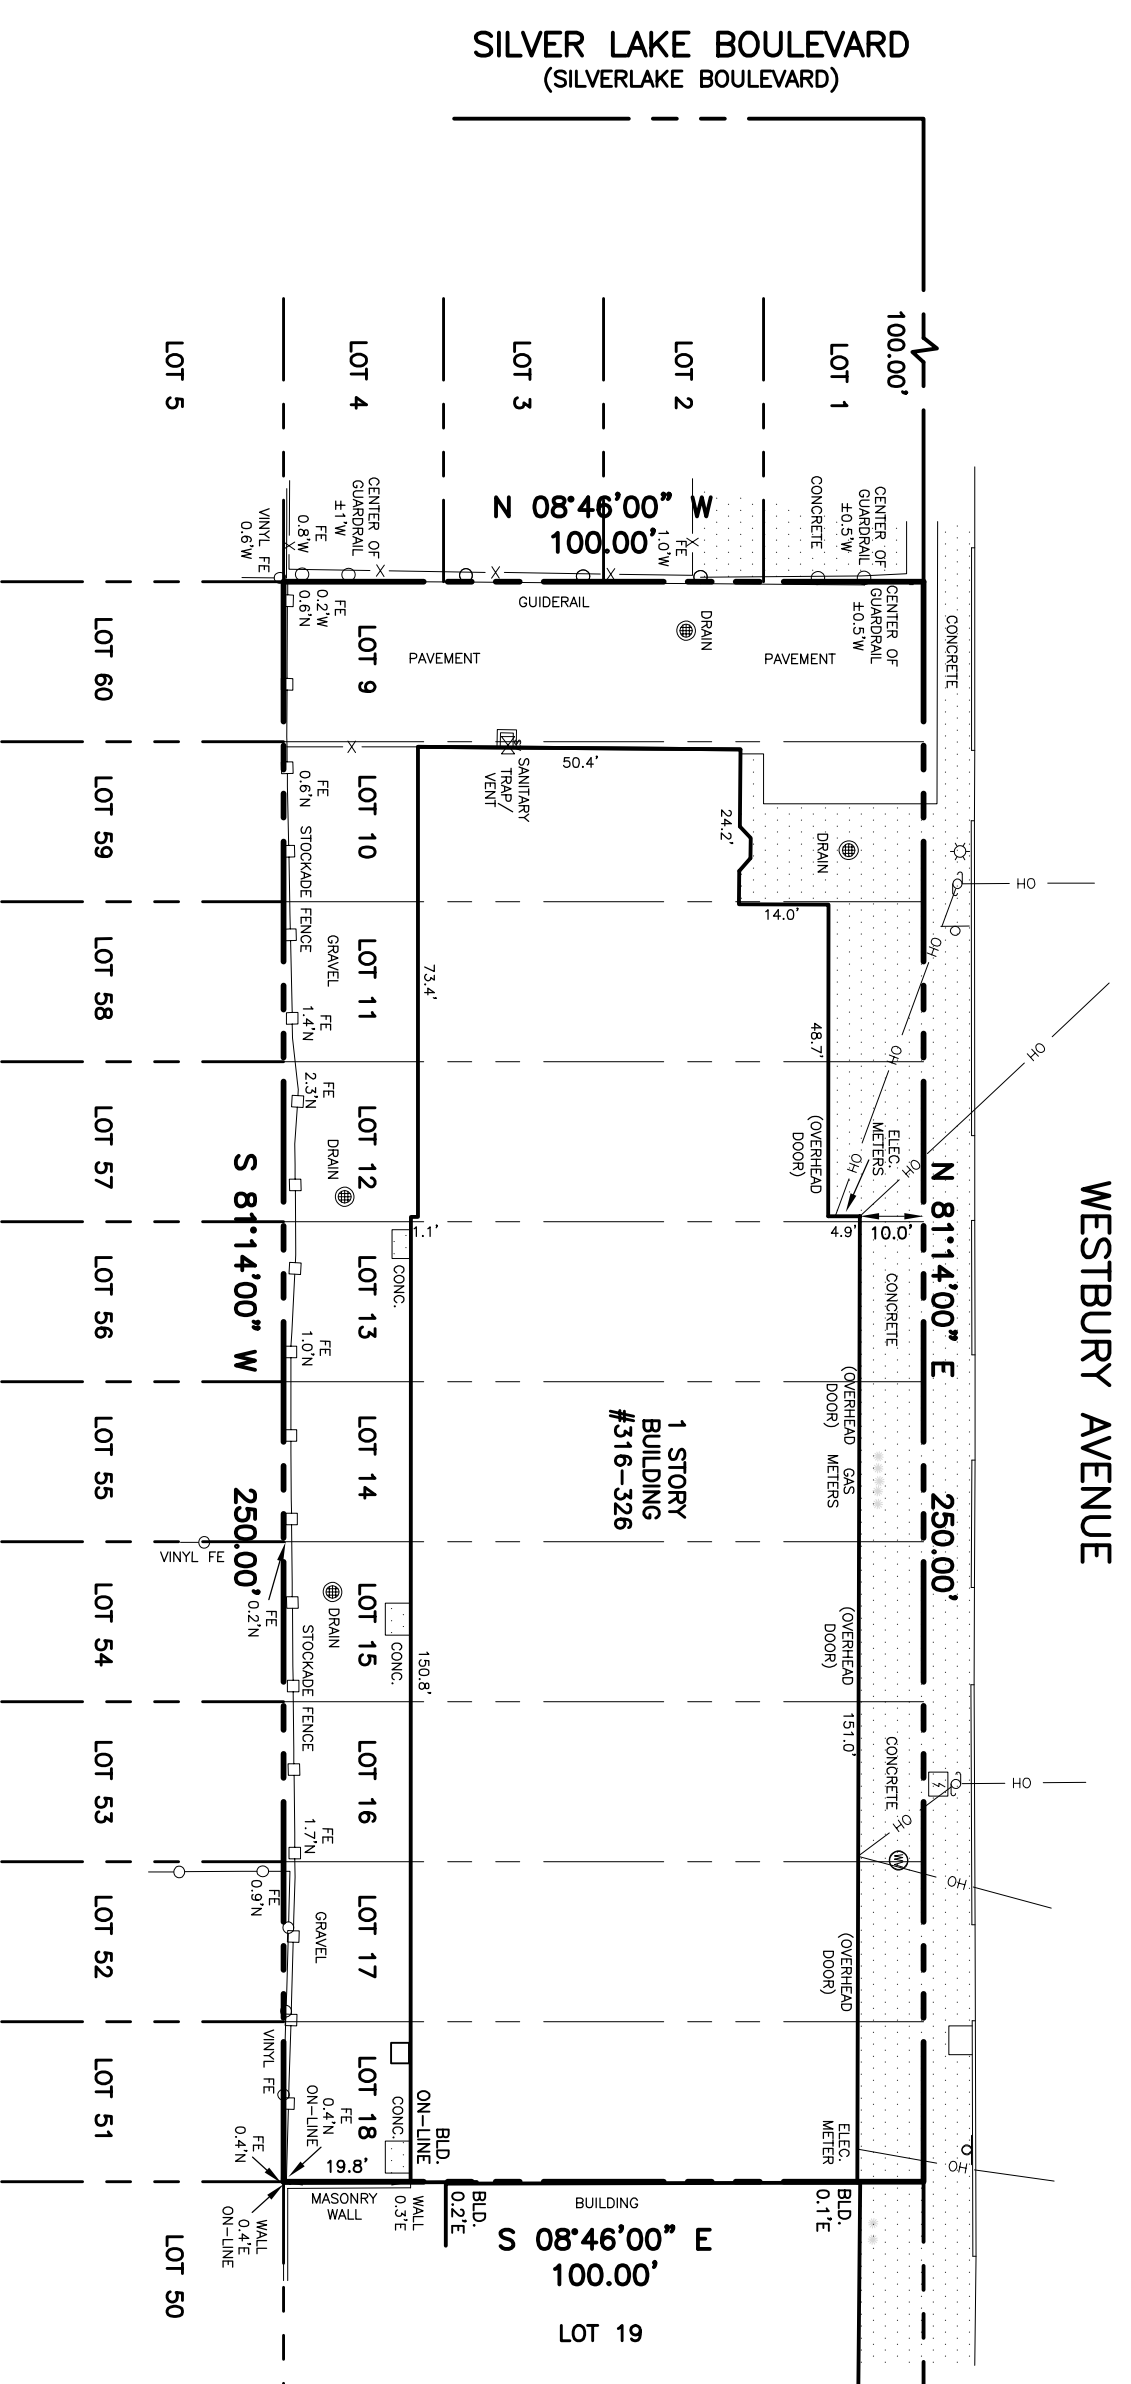 SILVER LAKE BOULEVARD
(SILVERLAKE BOULEVARD)
100.00'
LOT 5
LOT 4
LOT 3
LOT 2
LOT 1
N 08°46'00" W
100.00'
VINYL FE
0.6'W
FE
0.8'W
CENTER OF
GUARDRAIL
±1'W
FE
1.0'W
CONCRETE
CENTER OF
GUARDRAIL
±0.5'W
FE
0.2'W
0.6'N
GUIDERAIL
DRAIN
CENTER OF
GUARDRAIL
±0.5'W
CONCRETE
LOT 60
LOT 9
PAVEMENT
PAVEMENT
50.4'
SANITARY
TRAP/
VENT
LOT 59
FE
0.6'N
STOCKADE FENCE
LOT 10
24.2'
DRAIN
14.0'
OH
OH
OH
OH
OH
OH
LOT 58
GRAVEL
LOT 11
FE
1.4'N
73.4'
48.7'
LOT 57
FE
2.3'N
DRAIN
LOT 12
(OVERHEAD
DOOR)
ELEC.
METERS
1.1'
4.9'
10.0'
WESTBURY AVENUE
N 81°14'00" E
250.00'
S 81°14'00" W
250.00'
LOT 56
FE
1.0'N
LOT 13
CONC.
CONCRETE
LOT 55
LOT 14
1 STORY
BUILDING
#316-326
(OVERHEAD
DOOR)
GAS
METERS
VINYL FE
FE
0.2'N
LOT 54
DRAIN
LOT 15
CONC.
150.8'
(OVERHEAD
DOOR)
STOCKADE FENCE
151.0'
LOT 53
LOT 16
CONCRETE
FE
1.7'N
OH
OH
WM
OH
FE
0.9'N
LOT 52
GRAVEL
LOT 17
(OVERHEAD
DOOR)
LOT 51
VINYL FE
FE
0.4'N
ON-LINE
LOT 18
CONC.
BLD.
ON-LINE
ELEC.
METER
OH
FE
0.4'N
19.8'
WALL
0.4'E
ON-LINE
MASONRY
WALL
WALL
0.3'E
BLD.
0.2'E
BUILDING
BLD.
0.1'E
S 08°46'00" E
100.00'
LOT 50
LOT 19